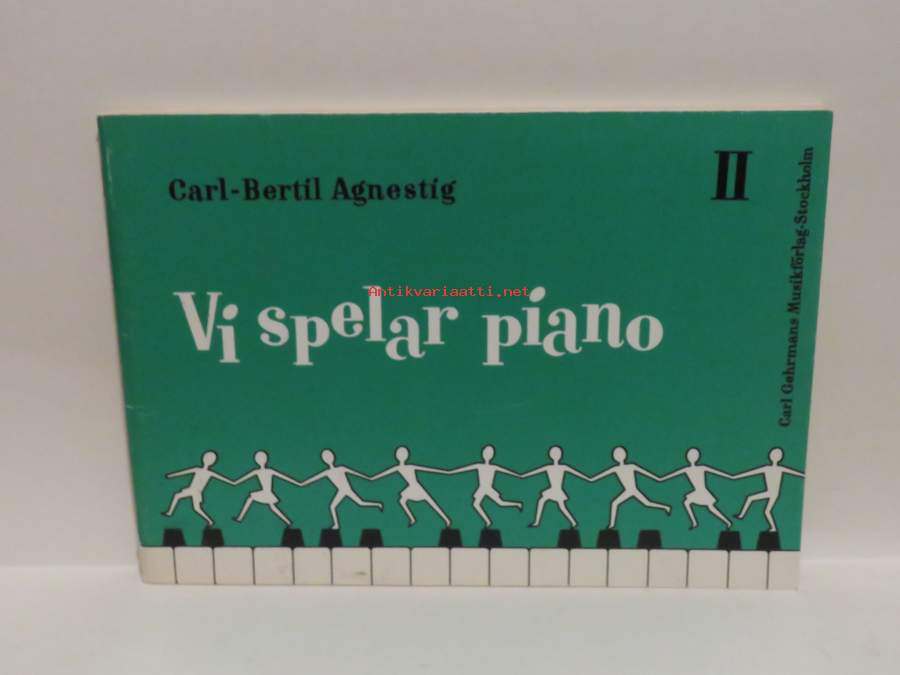 Carl-Bertil Agnestig
II
Vi spelar piano
Carl Gehrmans Musikförlag-Stockholm
Antikvariaatti.net